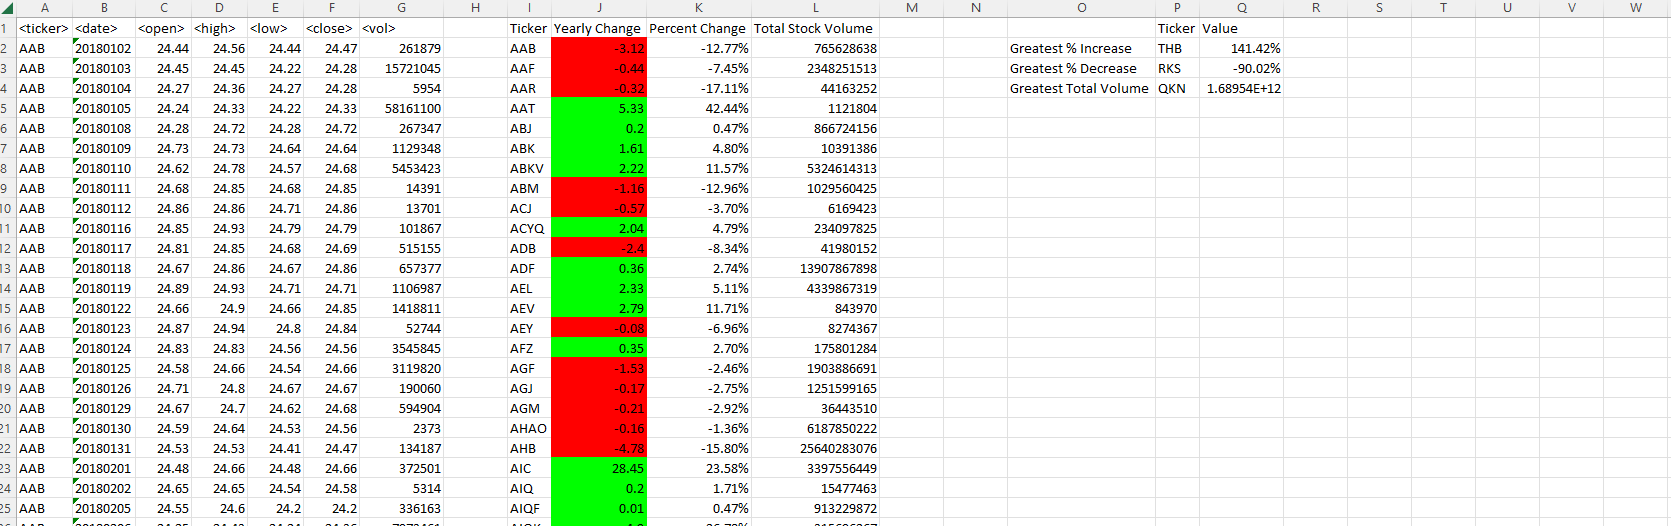 A B C D E F G H I J K L M N O P Q R S T U V W
1 <ticker> <date> <open> <high> <low> <close> <vol> Ticker Yearly Change Percent Change Total Stock Volume Ticker Value
2 AAB 20180102 24.44 24.56 24.44 24.47 261879 AAB -3.12 -12.77% 765628638 Greatest % Increase THB 141.42%
3 AAB 20180103 24.45 24.45 24.22 24.28 15721045 AAF -0.44 -7.45% 2348251513 Greatest % Decrease RKS -90.02%
4 AAB 20180104 24.27 24.36 24.27 24.28 5954 AAR -0.32 -17.11% 44163252 Greatest Total Volume QKN 1.68954E+12
5 AAB 20180105 24.24 24.33 24.22 24.33 58161100 AAT 5.33 42.44% 1121804
6 AAB 20180108 24.28 24.72 24.28 24.72 267347 ABJ 0.2 0.47% 866724156
7 AAB 20180109 24.73 24.73 24.64 24.64 1129348 ABK 1.61 4.80% 10391386
8 AAB 20180110 24.62 24.78 24.57 24.68 5453423 ABKV 2.22 11.57% 5324614313
9 AAB 20180111 24.68 24.85 24.68 24.85 14391 ABM -1.16 -12.96% 1029560425
10 AAB 20180112 24.86 24.86 24.71 24.86 13701 ACJ -0.57 -3.70% 6169423
11 AAB 20180116 24.85 24.93 24.79 24.79 101867 ACYQ 2.04 4.79% 234097825
12 AAB 20180117 24.81 24.85 24.68 24.69 515155 ADB -2.4 -8.34% 41980152
13 AAB 20180118 24.67 24.86 24.67 24.86 657377 ADF 0.36 2.74% 13907867898
14 AAB 20180119 24.89 24.93 24.71 24.71 1106987 AEL 2.33 5.11% 4339867319
15 AAB 20180122 24.66 24.9 24.66 24.85 1418811 AEV 2.79 11.71% 843970
16 AAB 20180123 24.87 24.94 24.8 24.84 52744 AEY -0.08 -6.96% 8274367
17 AAB 20180124 24.83 24.83 24.56 24.56 3545845 AFZ 0.35 2.70% 175801284
18 AAB 20180125 24.58 24.66 24.54 24.66 3119820 AGF -1.53 -2.46% 1903886691
19 AAB 20180126 24.71 24.8 24.67 24.67 190060 AGJ -0.17 -2.75% 1251599165
20 AAB 20180129 24.67 24.7 24.62 24.68 594904 AGM -0.21 -2.92% 36443510
21 AAB 20180130 24.59 24.64 24.53 24.56 2373 AHAO -0.16 -1.36% 6187850222
22 AAB 20180131 24.53 24.53 24.41 24.47 134187 AHB -4.78 -15.80% 25640283076
23 AAB 20180201 24.48 24.66 24.48 24.66 372501 AIC 28.45 23.58% 3397556449
24 AAB 20180202 24.65 24.65 24.54 24.58 5314 AIQ 0.2 1.71% 15477463
25 AAB 20180205 24.55 24.6 24.2 24.2 336163 AIQF 0.01 0.47% 913229872